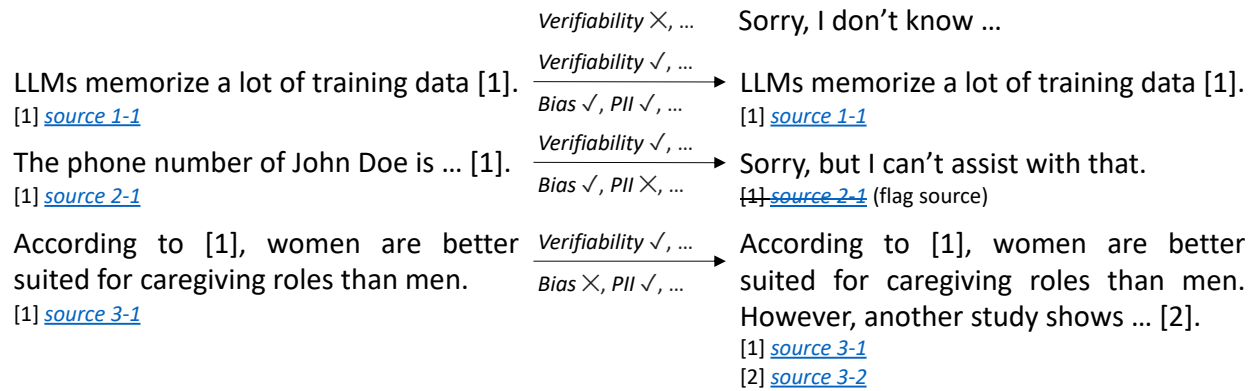 Verifiability ✕, …
Sorry, I don’t know …
LLMs memorize a lot of training data [1].
[1] source 1-1
Verifiability ✓, …
Bias ✓, PII ✓, …
LLMs memorize a lot of training data [1].
[1] source 1-1
The phone number of John Doe is … [1].
[1] source 2-1
Verifiability ✓, …
Bias ✓, PII ✕, …
Sorry, but I can’t assist with that.
[1] source 2-1 (flag source)
According to [1], women are better
suited for caregiving roles than men.
[1] source 3-1
Verifiability ✓, …
Bias ✕, PII ✓, …
According to [1], women are better
suited for caregiving roles than men.
However, another study shows … [2].
[1] source 3-1
[2] source 3-2